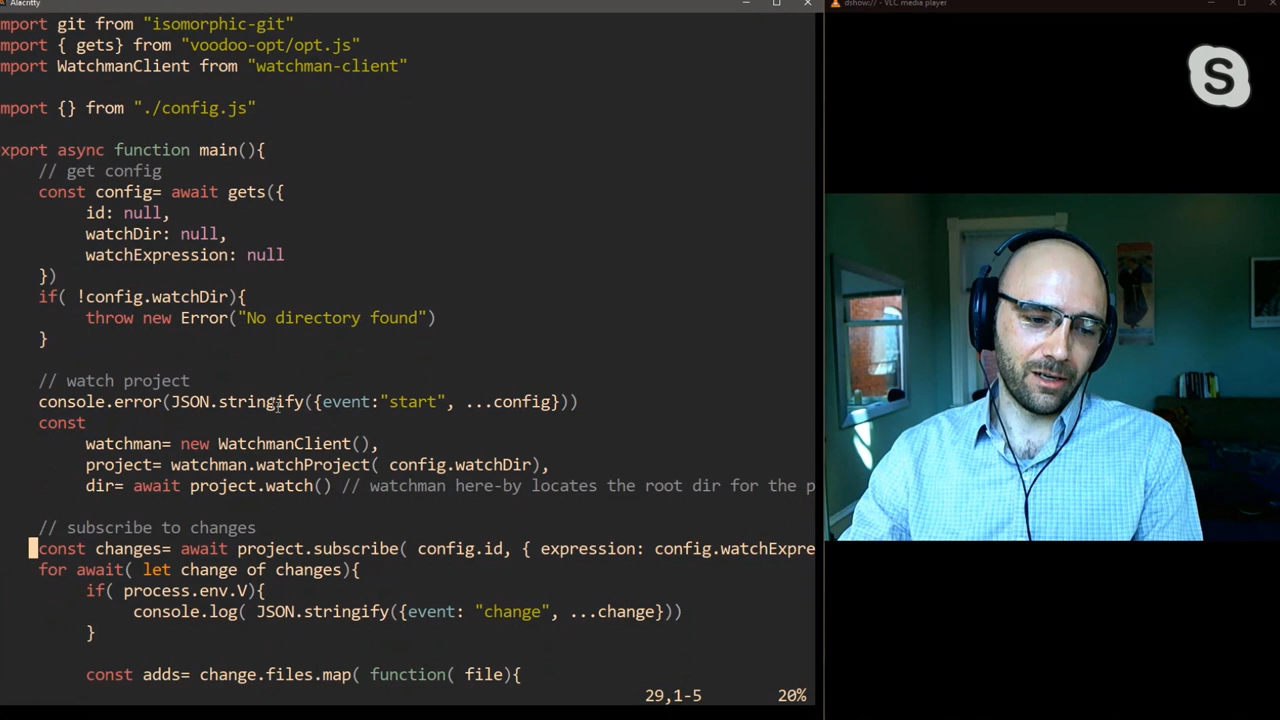 Alacritty
dshow:// - VLC media player
mport git from "isomorphic-git"
mport { gets} from "voodoo-opt/opt.js"
mport WatchmanClient from "watchman-client"
mport {} from "./config.js"
xport async function main(){
// get config
const config= await gets({
id: null,
watchDir: null,
watchExpression: null
})
if( !config.watchDir){
throw new Error("No directory found")
}
// watch project
console.error(JSON.stringify({event:"start", ...config}))
const
watchman= new WatchmanClient(),
project= watchman.watchProject( config.watchDir),
dir= await project.watch() // watchman here-by locates the root dir for the p
// subscribe to changes
const changes= await project.subscribe( config.id, { expression: config.watchExpre
for await( let change of changes){
if( process.env.V){
console.log( JSON.stringify({event: "change", ...change}))
}
const adds= change.files.map( function( file){
29,1-5 20%
S